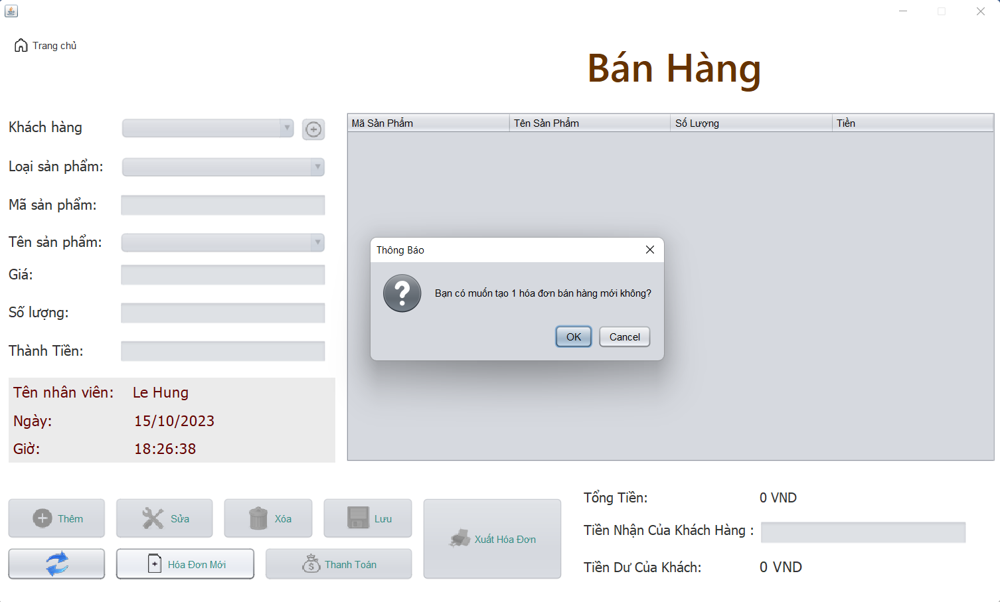 Trang chủ
Bán Hàng
Khách hàng
Loại sản phẩm:
Mã sản phẩm:
Tên sản phẩm:
Giá:
Số lượng:
Thành Tiền:
Mã Sản Phẩm Tên Sản Phẩm Số Lượng Tiền
Thông Báo
Bạn có muốn tạo 1 hóa đơn bán hàng mới không?
OK Cancel
Tên nhân viên: Le Hung
Ngày: 15/10/2023
Giờ: 18:26:38
Thêm Sửa Xóa Lưu
Hóa Đơn Mới Thanh Toán
Xuất Hóa Đơn
Tổng Tiền: 0 VND
Tiền Nhận Của Khách Hàng :
Tiền Dư Của Khách: 0 VND